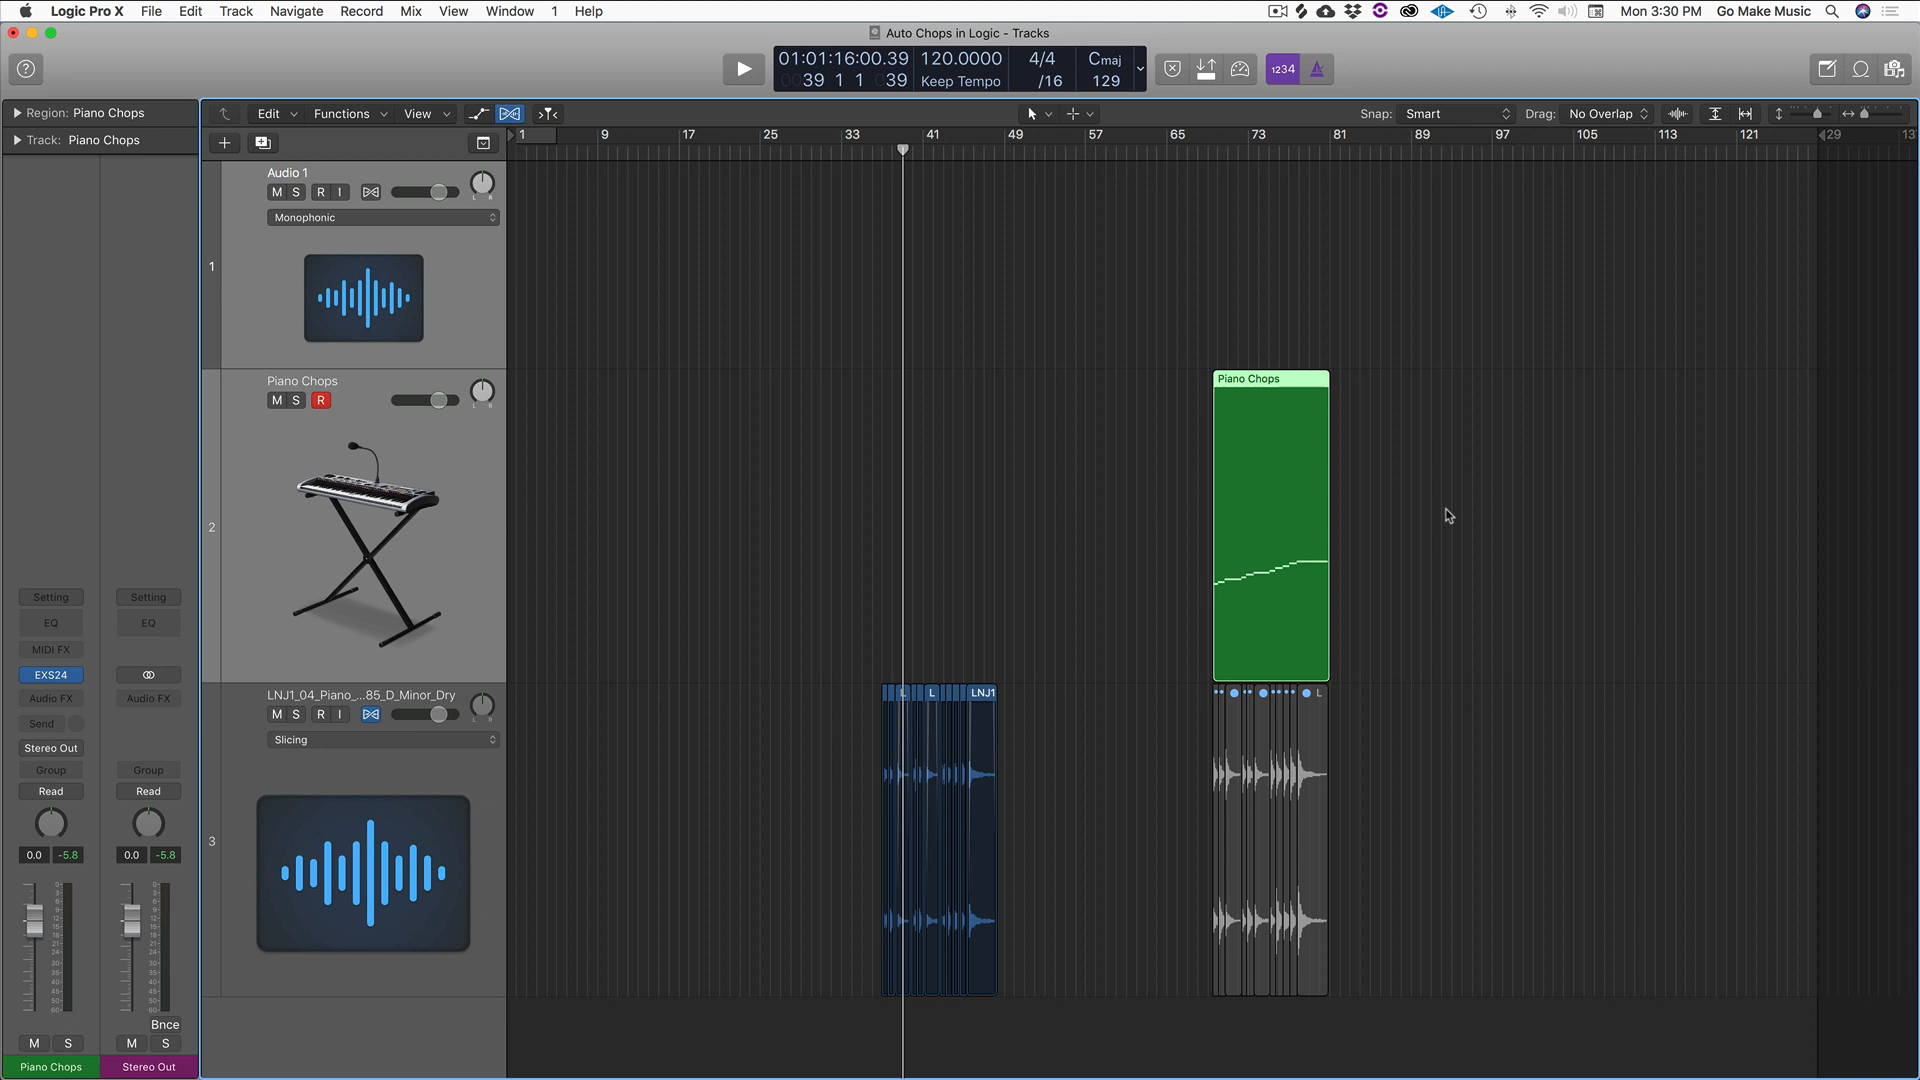 Logic Pro X File Edit Track Navigate Record Mix View Window 1 Help Mon 3:30 PM Go Make Music
Auto Chops in Logic - Tracks
01:01:16:00.39 120.0000 4/4 Cmaj
39 1 1 39 Keep Tempo /16 129
1234
Region: Piano Chops
Edit Functions View Snap: Smart Drag: No Overlap
Track: Piano Chops
1 9 17 25 33 41 49 57 65 73 81 89 97 105 113 121 29
Audio 1
M S R I
L R
Monophonic
1
Piano Chops
M S R
L R
Piano Chops
2
Setting Setting
EQ EQ
MIDI FX
EXS24
Audio FX Audio FX
Send
Stereo Out
Group Group
Read Read
0.0 -5.8 0.0 -5.8
LNJ1_04_Piano_...85_D_Minor_Dry
M S R I
L R
Slicing
3
L L LNJ1
L
Bnce
M S M S
Piano Chops Stereo Out